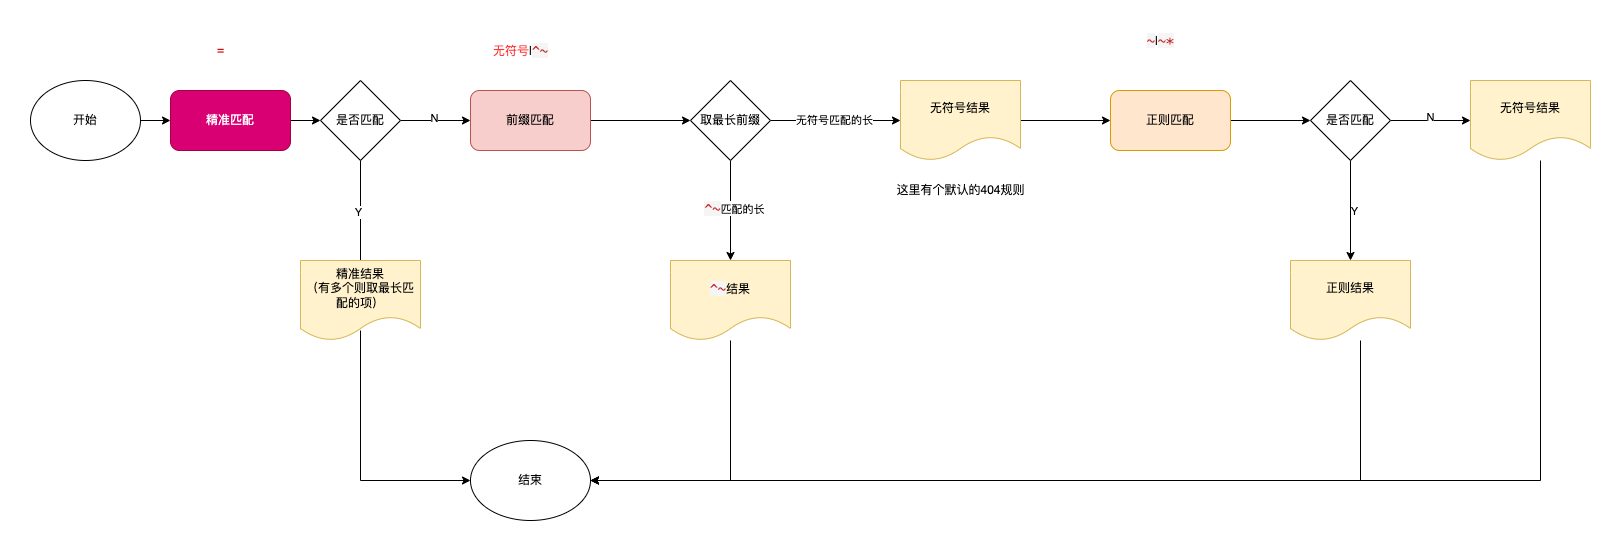 =
无符号|^~
~|~*
开始
精准匹配
是否匹配
N
前缀匹配
取最长前缀
无符号匹配的长
无符号结果
正则匹配
是否匹配
N
无符号结果
这里有个默认的404规则
Y
^~匹配的长
Y
精准结果
（有多个则取最长匹
配的项）
^~结果
正则结果
结束